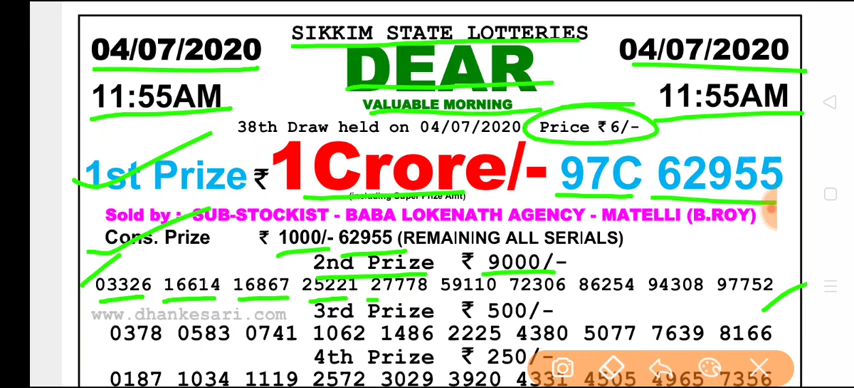 SIKKIM STATE LOTTERIES
04/07/2020 DEAR 04/07/2020
11:55AM VALUABLE MORNING 11:55AM
38th Draw held on 04/07/2020 Price ₹ 6/-
1st Prize ₹ 1Crore/- 97C 62955
(Including Super Prize Amt)
Sold by : SUB-STOCKIST - BABA LOKENATH AGENCY - MATELLI (B.ROY)
Cons. Prize ₹ 1000/- 62955 (REMAINING ALL SERIALS)
2nd Prize ₹ 9000/-
03326 16614 16867 25221 27778 59110 72306 86254 94308 97752
www.dhankesari.com 3rd Prize ₹ 500/-
0378 0583 0741 1062 1486 2225 4380 5077 7639 8166
4th Prize ₹ 250/-
0187 1034 1119 2572 3029 3920 4331 4505 4965 7356